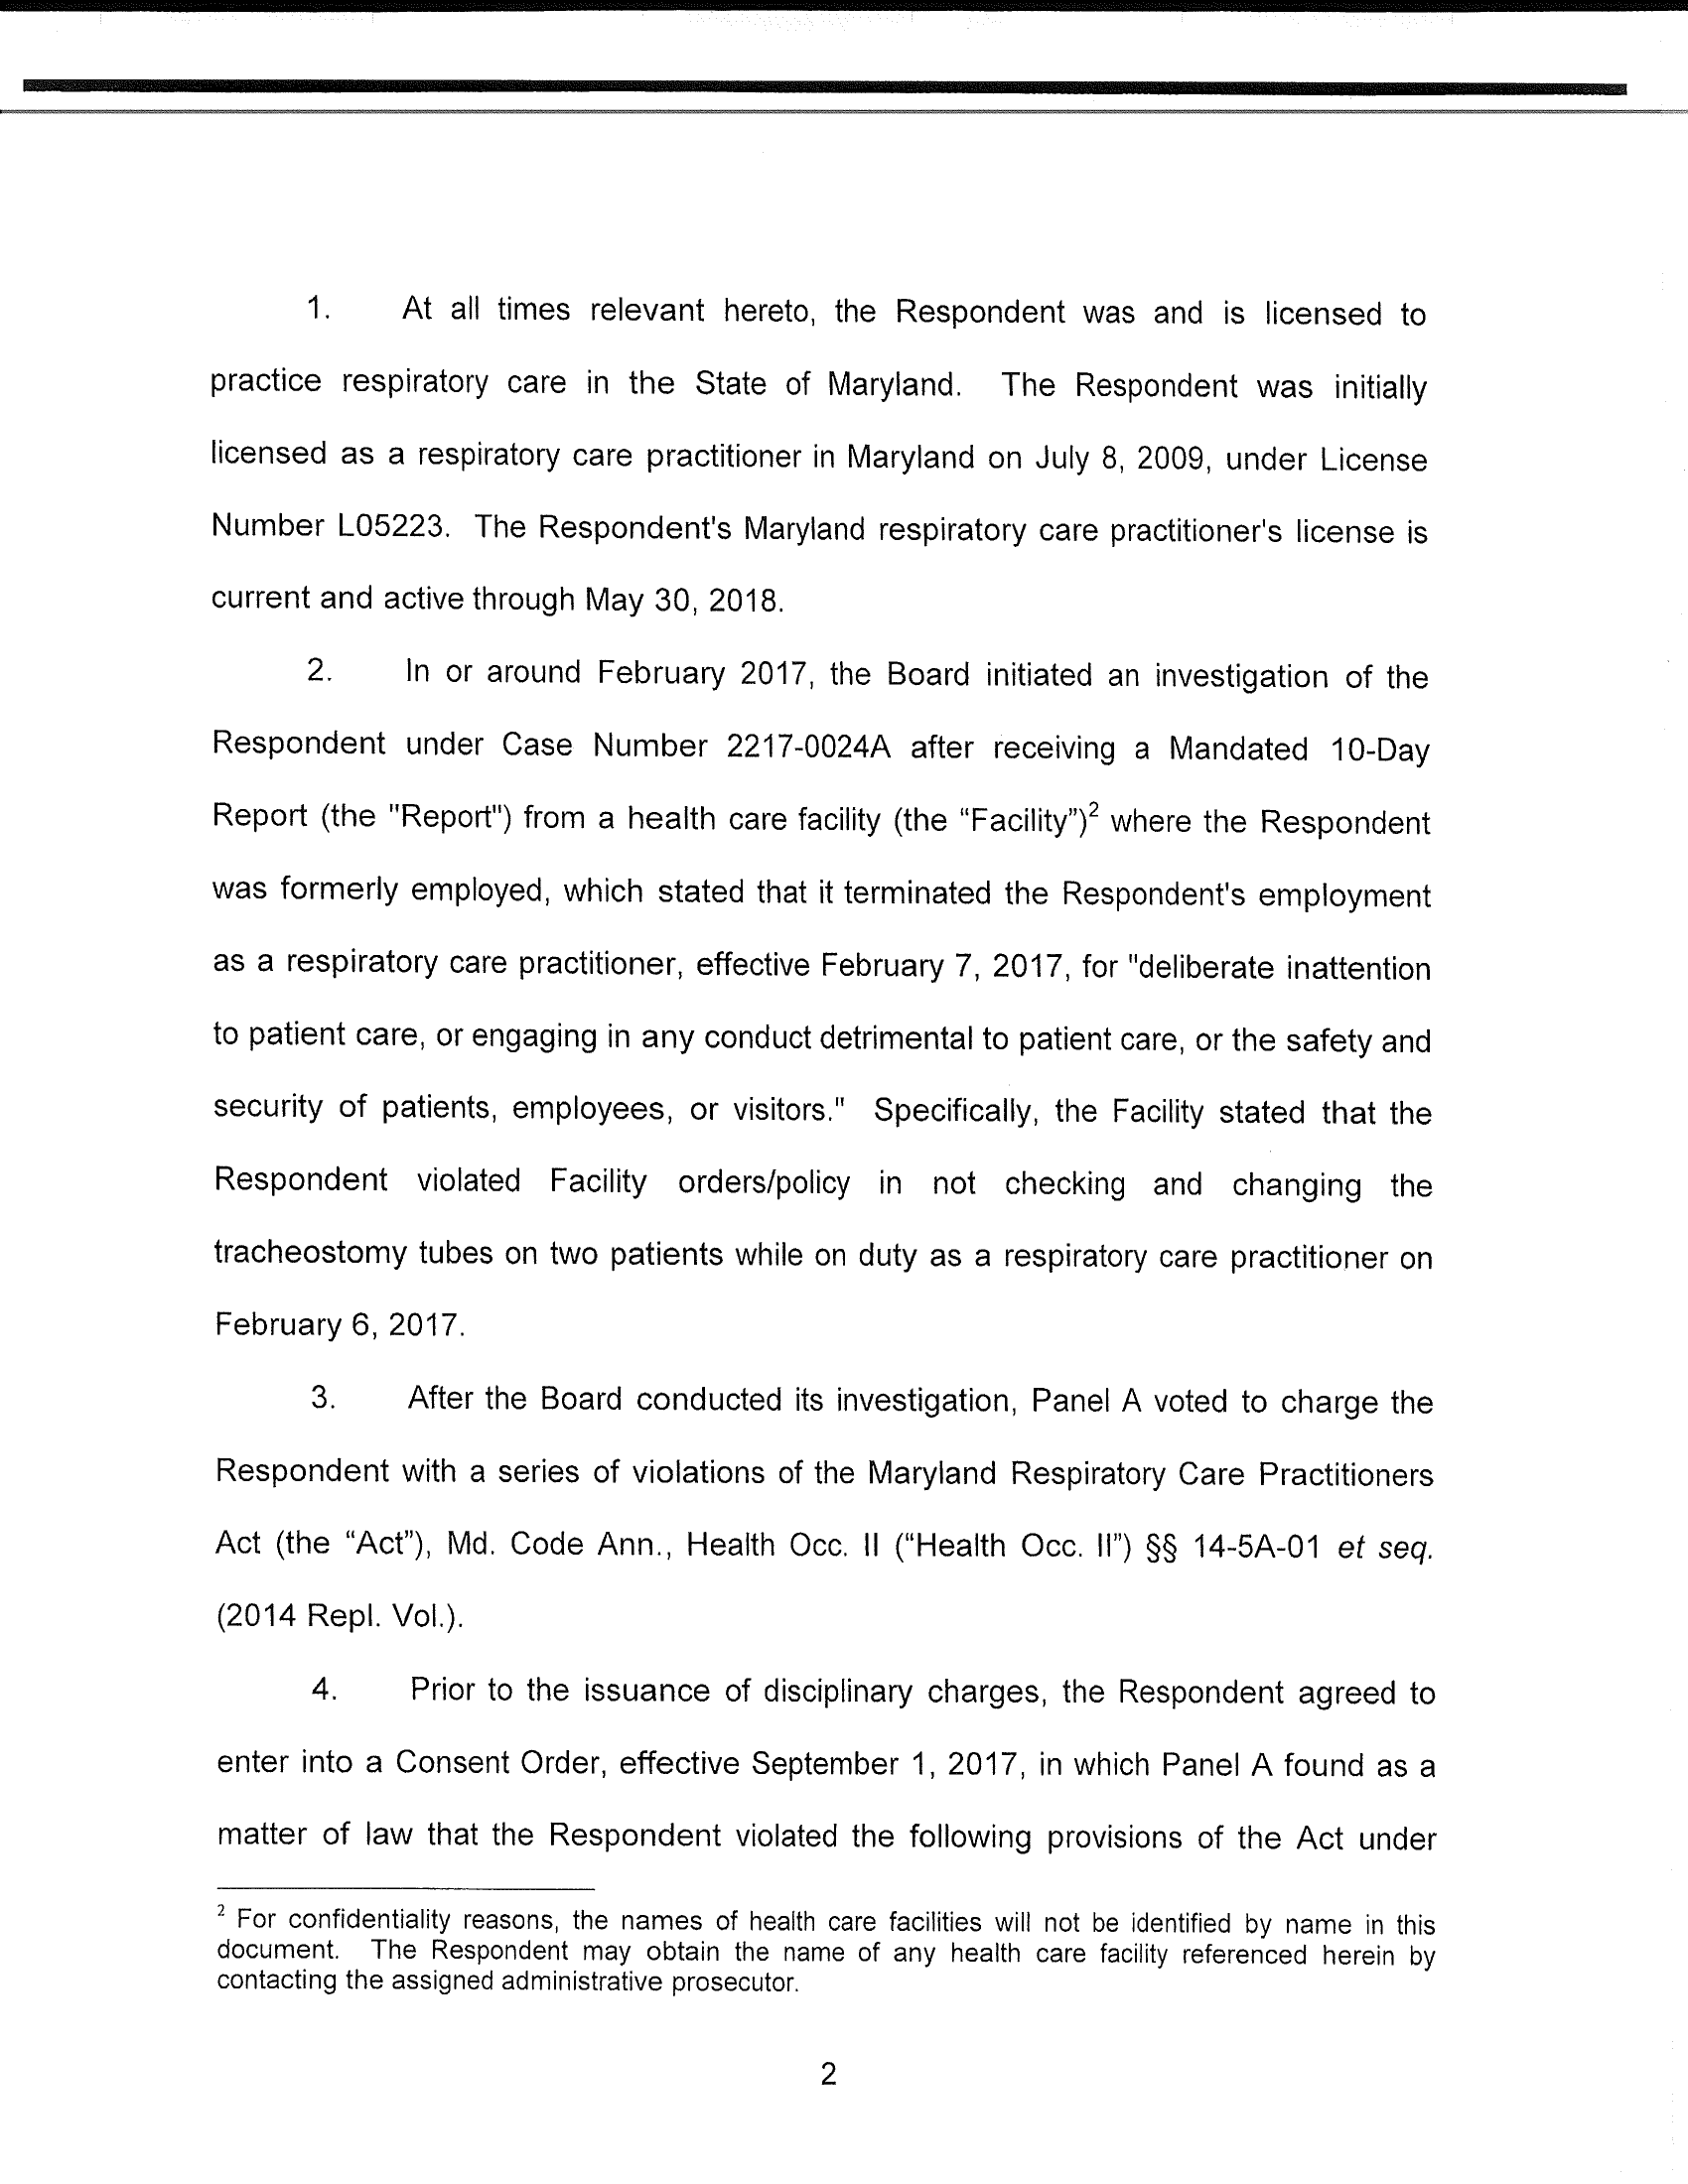 1. At all times relevant hereto, the Respondent was and is licensed to
practice respiratory care in the State of Maryland. The Respondent was initially
licensed as a respiratory care practitioner in Maryland on July 8, 2009, under License
Number L05223. The Respondent's Maryland respiratory care practitioner's license is
current and active through May 30, 2018.
2. In or around February 2017, the Board initiated an investigation of the
Respondent under Case Number 2217-0024A after receiving a Mandated 10-Day
Report (the "Report") from a health care facility (the “Facility”)2 where the Respondent
was formerly employed, which stated that it terminated the Respondent's employment
as a respiratory care practitioner, effective February 7, 2017, for "deliberate inattention
to patient care, or engaging in any conduct detrimental to patient care, or the safety and
security of patients, employees, or visitors." Specifically, the Facility stated that the
Respondent violated Facility orders/policy in not checking and changing the
tracheostomy tubes on two patients while on duty as a respiratory care practitioner on
February 6, 2017.
3. After the Board conducted its investigation, Panel A voted to charge the
Respondent with a series of violations of the Maryland Respiratory Care Practitioners
Act (the “Act”), Md. Code Ann., Health Occ. II (“Health Occ. II”) §§ 14-5A-01 et seq.
(2014 Repl. Vol.).
4. Prior to the issuance of disciplinary charges, the Respondent agreed to
enter into a Consent Order, effective September 1, 2017, in which Panel A found as a
matter of law that the Respondent violated the following provisions of the Act under
2 For confidentiality reasons, the names of health care facilities will not be identified by name in this
document. The Respondent may obtain the name of any health care facility referenced herein by
contacting the assigned administrative prosecutor.
2